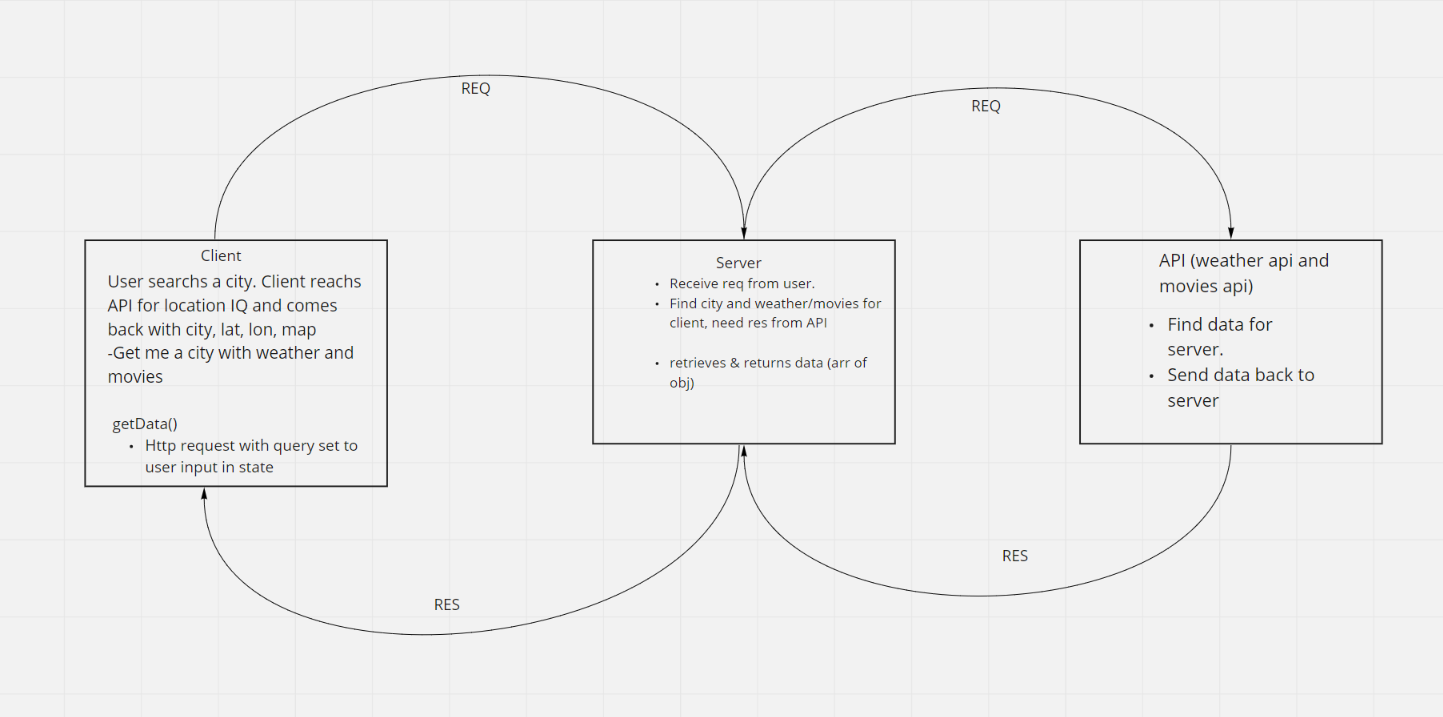 REQ
REQ
Client
User searchs a city. Client reachs
API for location IQ and comes
back with city, lat, lon, map
-Get me a city with weather and
movies
getData()
• Http request with query set to
user input in state
Server
• Receive req from user.
• Find city and weather/movies for
client, need res from API
• retrieves & returns data (arr of
obj)
API (weather api and
movies api)
• Find data for
server.
• Send data back to
server
RES
RES